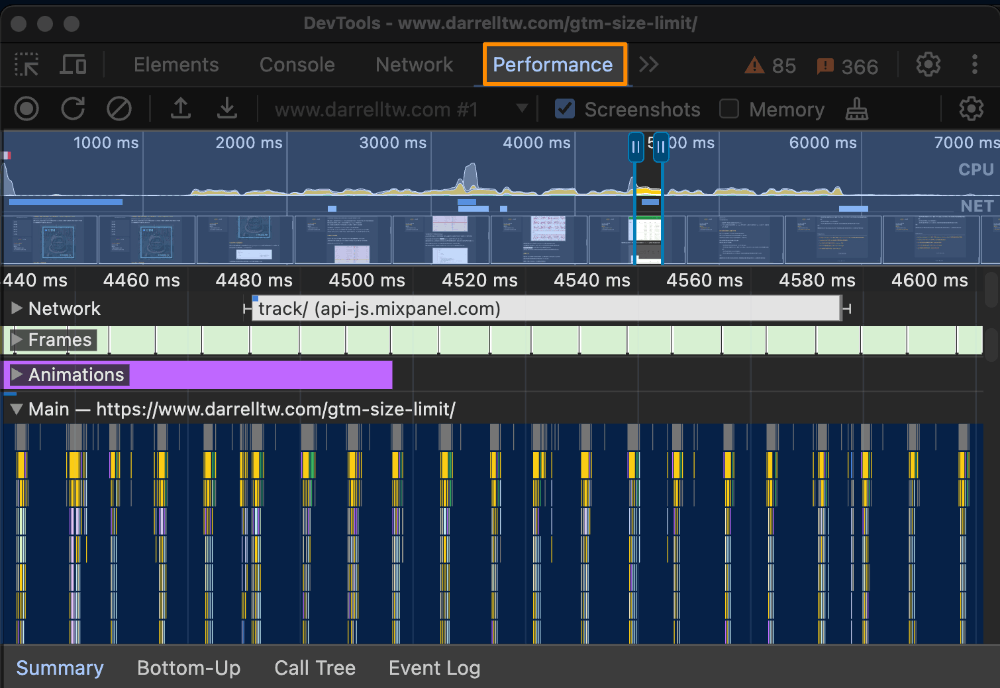 DevTools - www.darrelltw.com/gtm-size-limit/
Elements Console Network Performance 85 366
www.darrelltw.com #1 Screenshots Memory
1000 ms 2000 ms 3000 ms 4000 ms 5000 ms 6000 ms 7000 ms
CPU
NET
440 ms 4460 ms 4480 ms 4500 ms 4520 ms 4540 ms 4560 ms 4580 ms 4600 ms
Network track/ (api-js.mixpanel.com)
Frames
Animations
Main — https://www.darrelltw.com/gtm-size-limit/
Summary Bottom-Up Call Tree Event Log